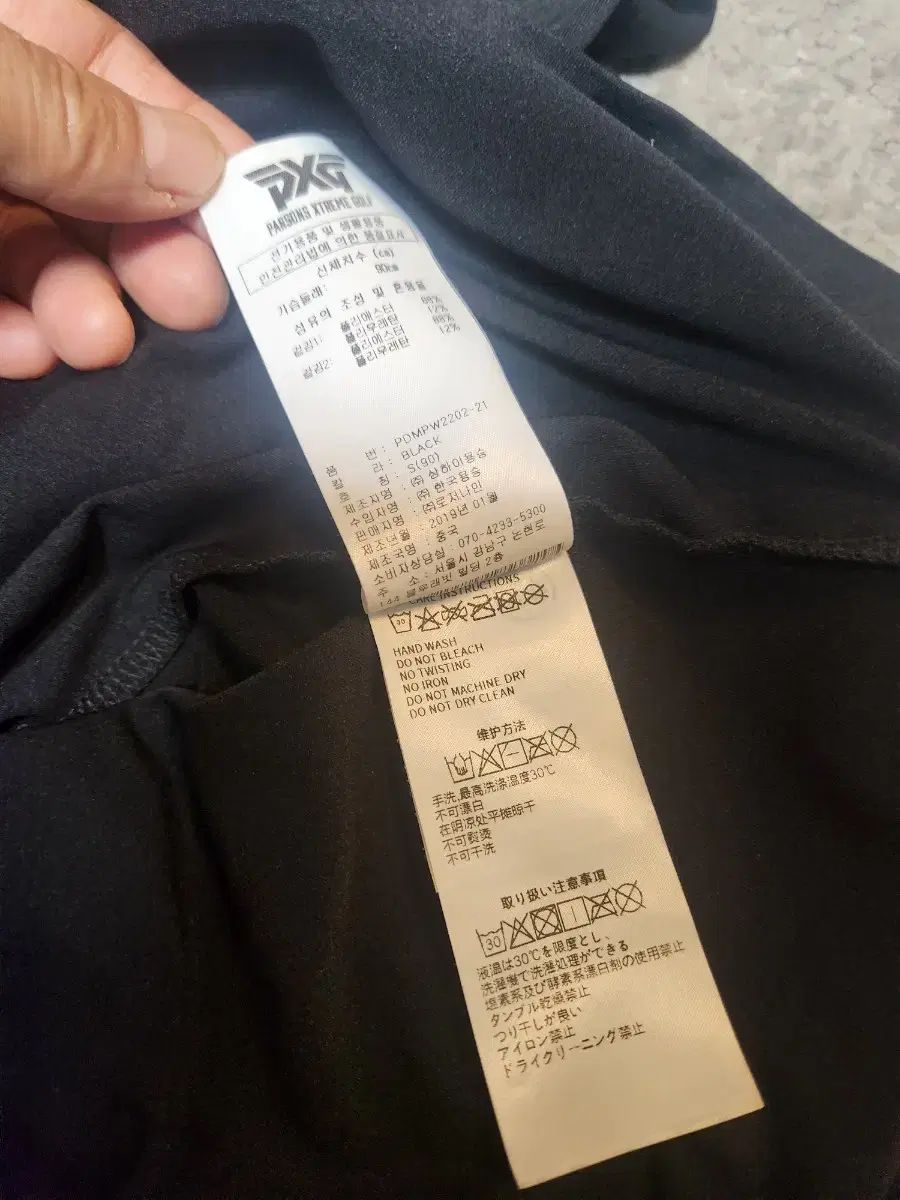 PXG
PARSONS XTREME GOLF
전기용품 및 생활용품
안전관리법에 의한 품질표시
신체치수 (cm)
가슴둘레: 90cm
섬유의 조성 및 혼용율
겉감1: 폴리에스터 88%
폴리우레탄 12%
겉감2: 폴리에스터 88%
폴리우레탄 12%
품 번 : PDMPW2202-21
칼 라 : BLACK
호 칭 : S(90)
제조자명 : ㈜ 상하이용승
수입자명 : ㈜ 한국용승
판매자명 : ㈜로저나인
제조년월 : 2019년 01월
제조국명 : 중국
소비자상담실 070-4233-5300
주 소 : 서울시 강남구 논현로
144 블루래빗 빌딩 2층
CARE INSTRUCTIONS
30
HAND WASH
DO NOT BLEACH
NO TWISTING
NO IRON
DO NOT MACHINE DRY
DO NOT DRY CLEAN
维护方法
手洗,最高洗涤温度30℃
不可漂白
在阴凉处平摊晾干
不可熨烫
不可干洗
取り扱い注意事項
30
液温は30℃を限度とし、
洗濯機で洗濯処理ができる
塩素系及び酵素系漂白剤の使用禁止
タンブル乾燥禁止
つり干しが良い
アイロン禁止
ドライクリーニング禁止